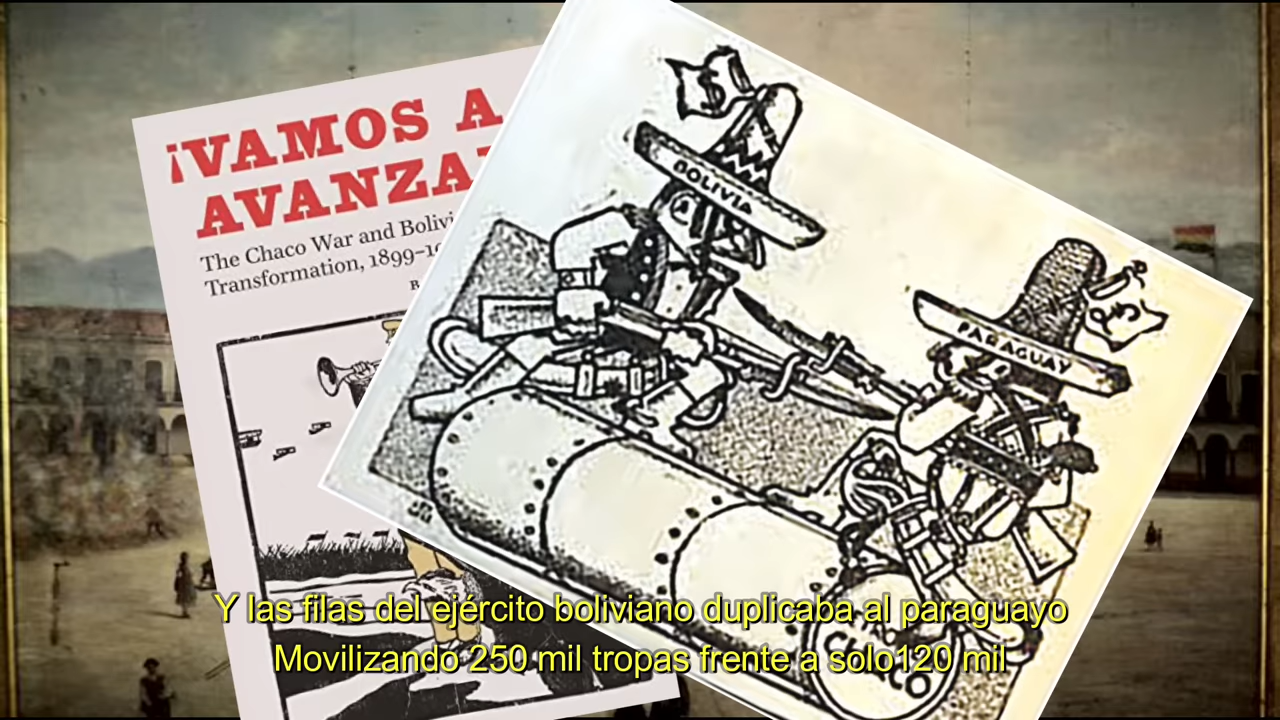 ¡VAMOS A
AVANZA
The Chaco War and Bolivi
Transformation, 1899–19
B
$
BOLIVIA
PARAGUAY
$
CHACO
Y las filas del ejército boliviano duplicaba al paraguayo
Movilizando 250 mil tropas frente a solo120 mil